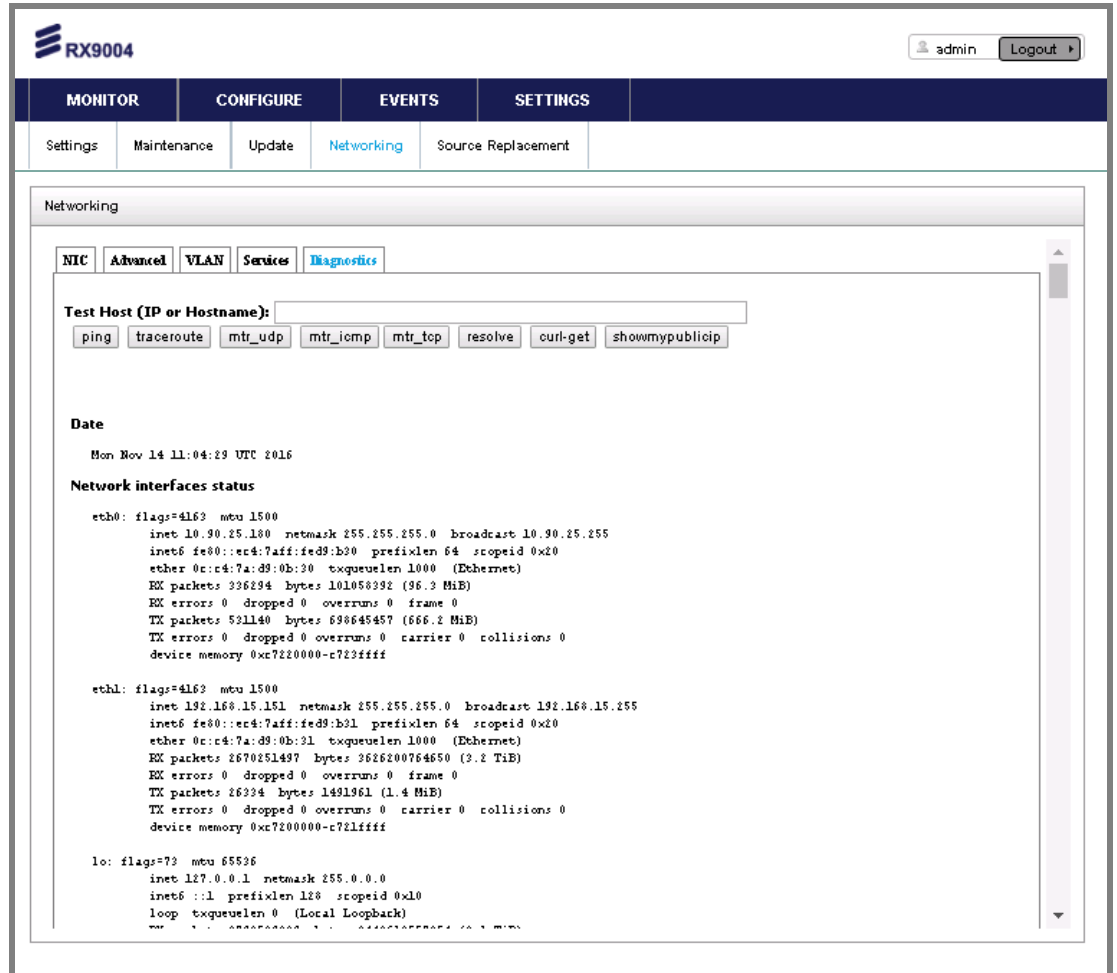 RX9004
admin Logout
MONITOR CONFIGURE EVENTS SETTINGS
Settings Maintenance Update Networking Source Replacement
Networking
NIC Advanced VLAN Services Diagnostics
Test Host (IP or Hostname):
ping traceroute mtr_udp mtr_icmp mtr_tcp resolve curl-get showmypublicip
Date
Mon Nov 14 11:04:29 UTC 2016
Network interfaces status
eth0: flags=4163 mtu 1500
inet 10.90.25.180 netmask 255.255.255.0 broadcast 10.90.25.255
inet6 fe80::ec4:7aff:fed9:b30 prefixlen 64 scopeid 0x20
ether 0c:c4:7a:d9:0b:30 txqueuelen 1000 (Ethernet)
RX packets 336294 bytes 101058392 (96.3 MiB)
RX errors 0 dropped 0 overruns 0 frame 0
TX packets 531140 bytes 698645457 (666.2 MiB)
TX errors 0 dropped 0 overruns 0 carrier 0 collisions 0
device memory 0xc7220000-c723ffff
eth1: flags=4163 mtu 1500
inet 192.168.15.151 netmask 255.255.255.0 broadcast 192.168.15.255
inet6 fe80::ec4:7aff:fed9:b31 prefixlen 64 scopeid 0x20
ether 0c:c4:7a:d9:0b:31 txqueuelen 1000 (Ethernet)
RX packets 2670251497 bytes 3626200764650 (3.2 TiB)
RX errors 0 dropped 0 overruns 0 frame 0
TX packets 26334 bytes 1491961 (1.4 MiB)
TX errors 0 dropped 0 overruns 0 carrier 0 collisions 0
device memory 0xc7200000-c721ffff
lo: flags=73 mtu 65536
inet 127.0.0.1 netmask 255.0.0.0
inet6 ::1 prefixlen 128 scopeid 0x10
loop txqueuelen 0 (Local Loopback)